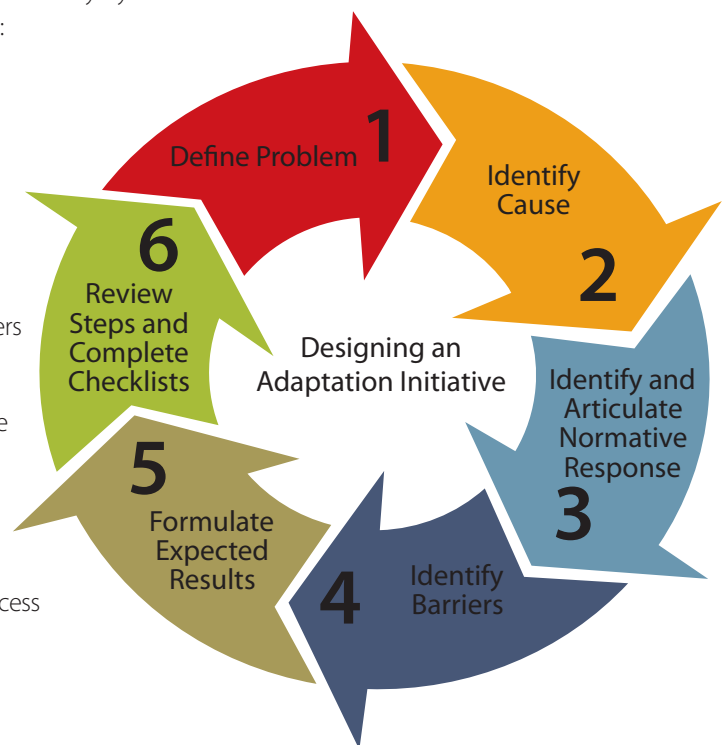 :
1
Define Problem
Identify
Cause
2
Identify and
Articulate
Normative
Response
3
Identify
Barriers
4
5
Formulate
Expected
Results
6
Review
Steps and
Complete
Checklists
Designing an
Adaptation Initiative